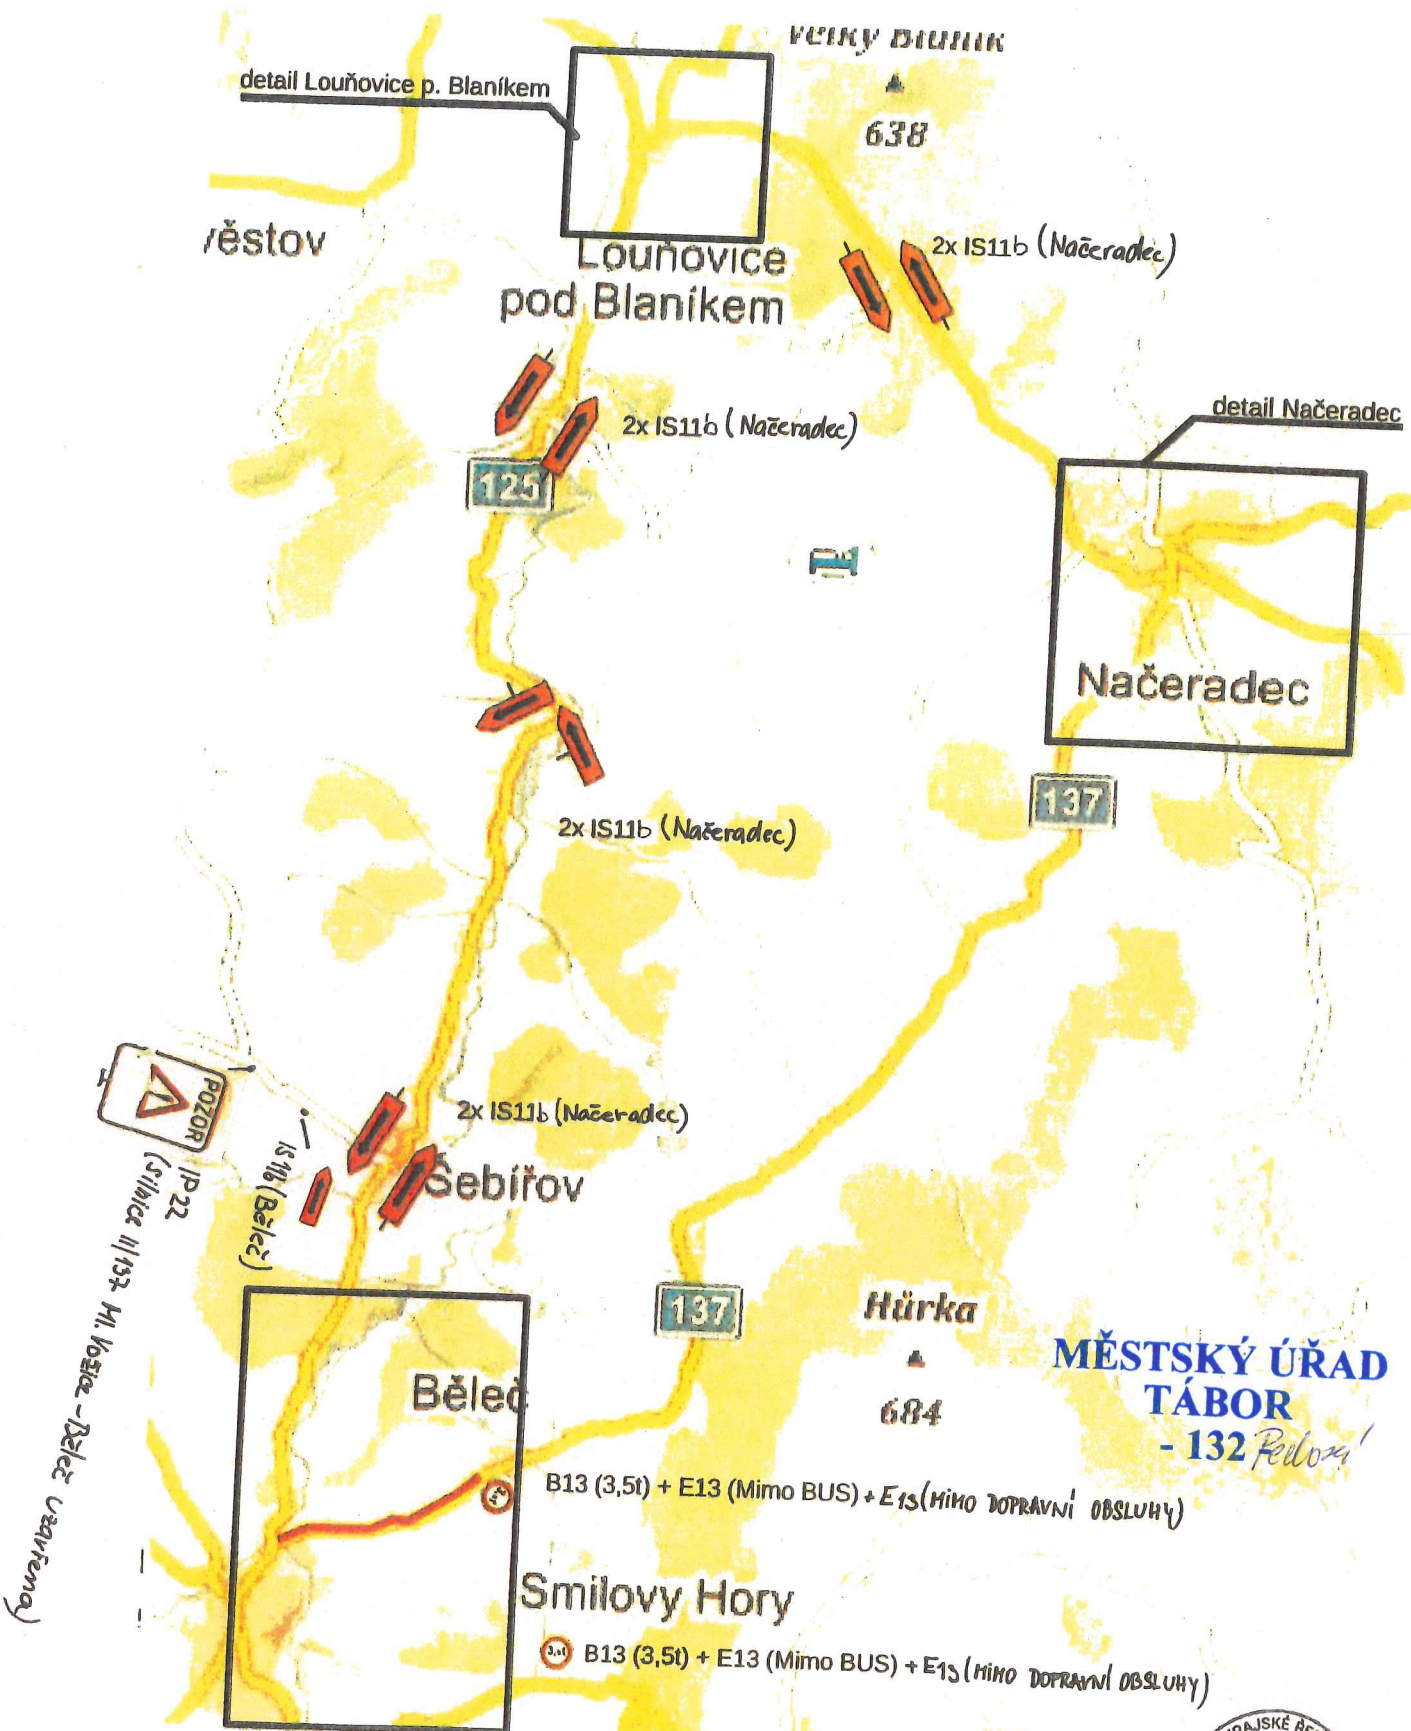 detail Louňovice p. Blaníkem
Velký Blaník
638
Louňovice
pod Blaníkem
2x IS11b (Načeradec)
2x IS11b (Načeradec)
125
detail Načeradec
Načeradec
137
2x IS11b (Načeradec)
2x IS11b (Načeradec)
Šebířov
POZOR
IP22
(silnice II/137 Ml. Vožice - Běleč uzavřena)
IS11b (Běleč)
137
Hůrka
684
Běleč
MĚSTSKÝ ÚŘAD
TÁBOR
- 132 -
B13 (3,5t) + E13 (Mimo BUS) + E13 (MIMO DOPRAVNÍ OBSLUHY)
Smilovy Hory
B13 (3,5t) + E13 (Mimo BUS) + E13 (MIMO DOPRAVNÍ OBSLUHY)